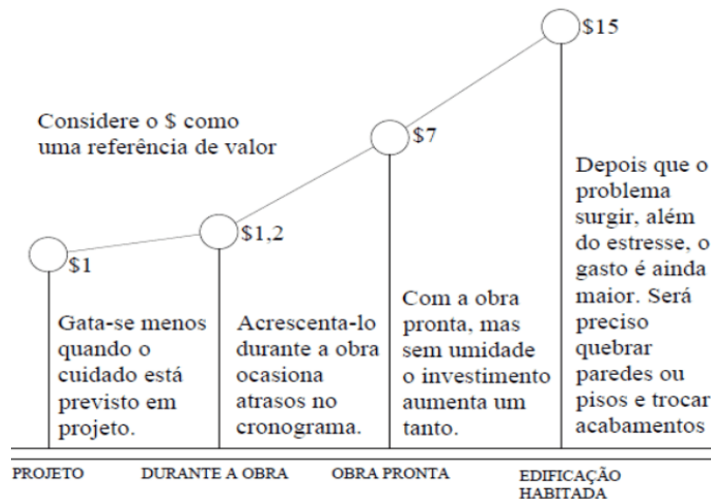 $15
Considere o $ como
uma referência de valor
$7
$1,2
$1
Gata-se menos
quando o
cuidado está
previsto em
projeto.
Acrescenta-lo
durante a obra
ocasiona
atrasos no
cronograma.
Com a obra
pronta, mas
sem umidade
o investimento
aumenta um
tanto.
Depois que o
problema
surgir, além
do estresse, o
gasto é ainda
maior. Será
preciso
quebrar
paredes ou
pisos e trocar
acabamentos
PROJETO
DURANTE A OBRA
OBRA PRONTA
EDIFICAÇÃO
HABITADA